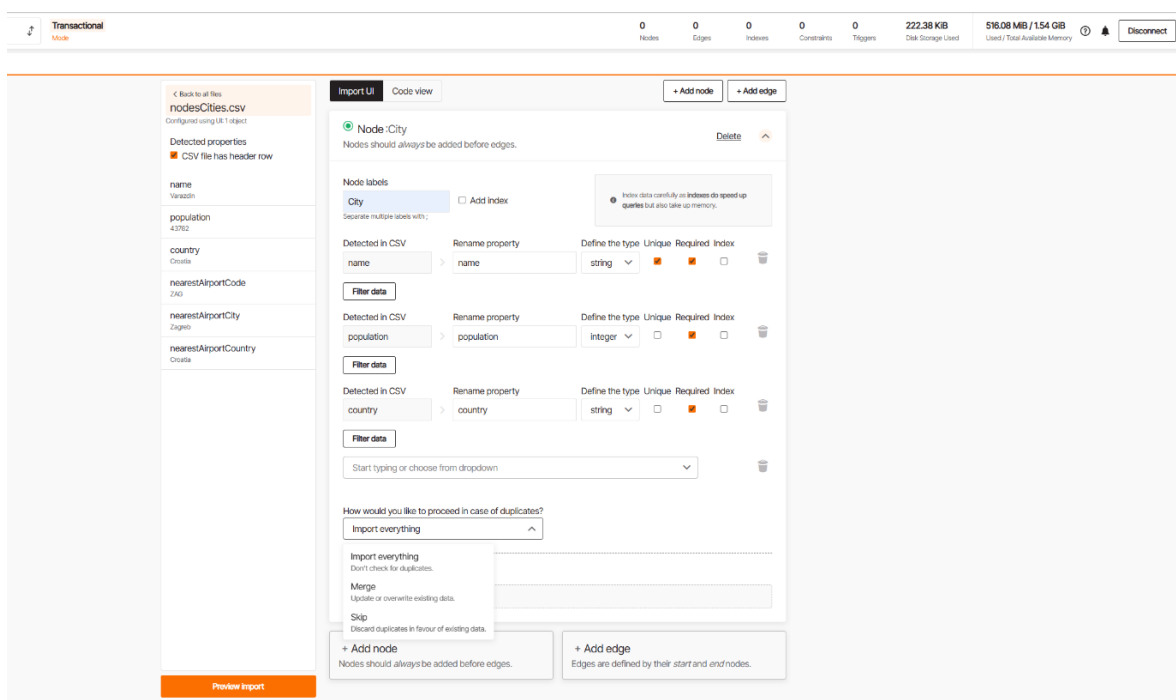 Transactional
Mode
0
Nodes
0
Edges
0
Indexes
0
Constraints
0
Triggers
222.38 KiB
Disk Storage Used
516.08 MiB / 1.54 GiB
Used / Total Available Memory
Disconnect
< Back to all files
nodesCities.csv
Configured using UI: 1 object
Detected properties
CSV file has header row
name
Varazdin
population
43782
country
Croatia
nearestAirportCode
ZAG
nearestAirportCity
Zagreb
nearestAirportCountry
Croatia
Preview import
Import UI
Code view
+ Add node
+ Add edge
Node :City
Nodes should always be added before edges.
Delete
Node labels
City
Separate multiple labels with ;
Add index
Index data carefully as indexes do speed up
queries but also take up memory.
Detected in CSV Rename property Define the type Unique Required Index
name > name string
Filter data
Detected in CSV Rename property Define the type Unique Required Index
population > population integer
Filter data
Detected in CSV Rename property Define the type Unique Required Index
country > country string
Filter data
Start typing or choose from dropdown
How would you like to proceed in case of duplicates?
Import everything
Import everything
Don't check for duplicates.
Merge
Update or overwrite existing data.
Skip
Discard duplicates in favour of existing data.
+ Add node
Nodes should always be added before edges.
+ Add edge
Edges are defined by their start and end nodes.